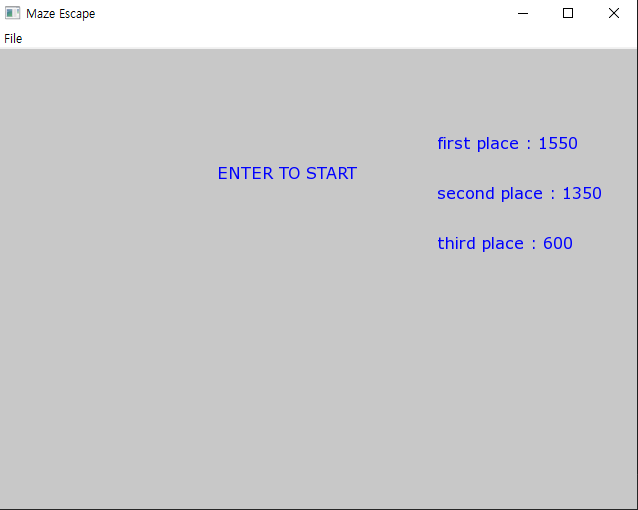 Maze Escape
File
first place : 1550
ENTER TO START
second place : 1350
third place : 600